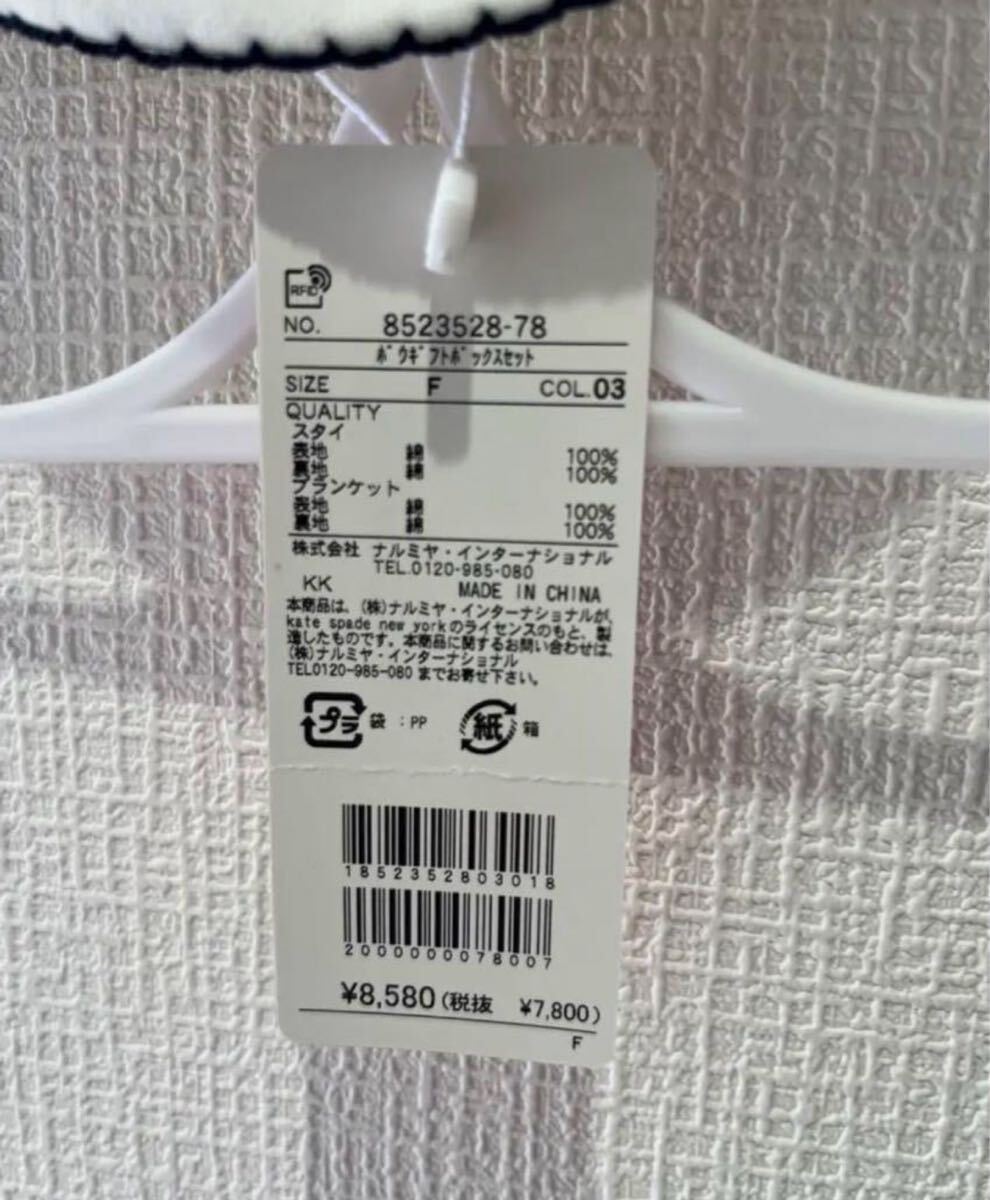 RFID
NO. 8523528-78
ﾎﾞｳｷﾞﾌﾄﾎﾞｯｸｽｾｯﾄ
SIZE F COL.03
QUALITY
スタイ
表地 綿 100%
裏地 綿 100%
ブランケット
表地 綿 100%
裏地 綿 100%
株式会社 ナルミヤ・インターナショナル
TEL.0120-985-080
KK MADE IN CHINA
本商品は、(株)ナルミヤ・インターナショナルが、
kate spade new yorkのライセンスのもと、製
造したものです。本商品に関するお問い合わせは、
(株)ナルミヤ・インターナショナル
TEL0120-985-080 までお寄せ下さい。
プラ 袋 : PP 紙 箱
1852352803018
2000000078007
¥8,580(税抜 ¥7,800)
F